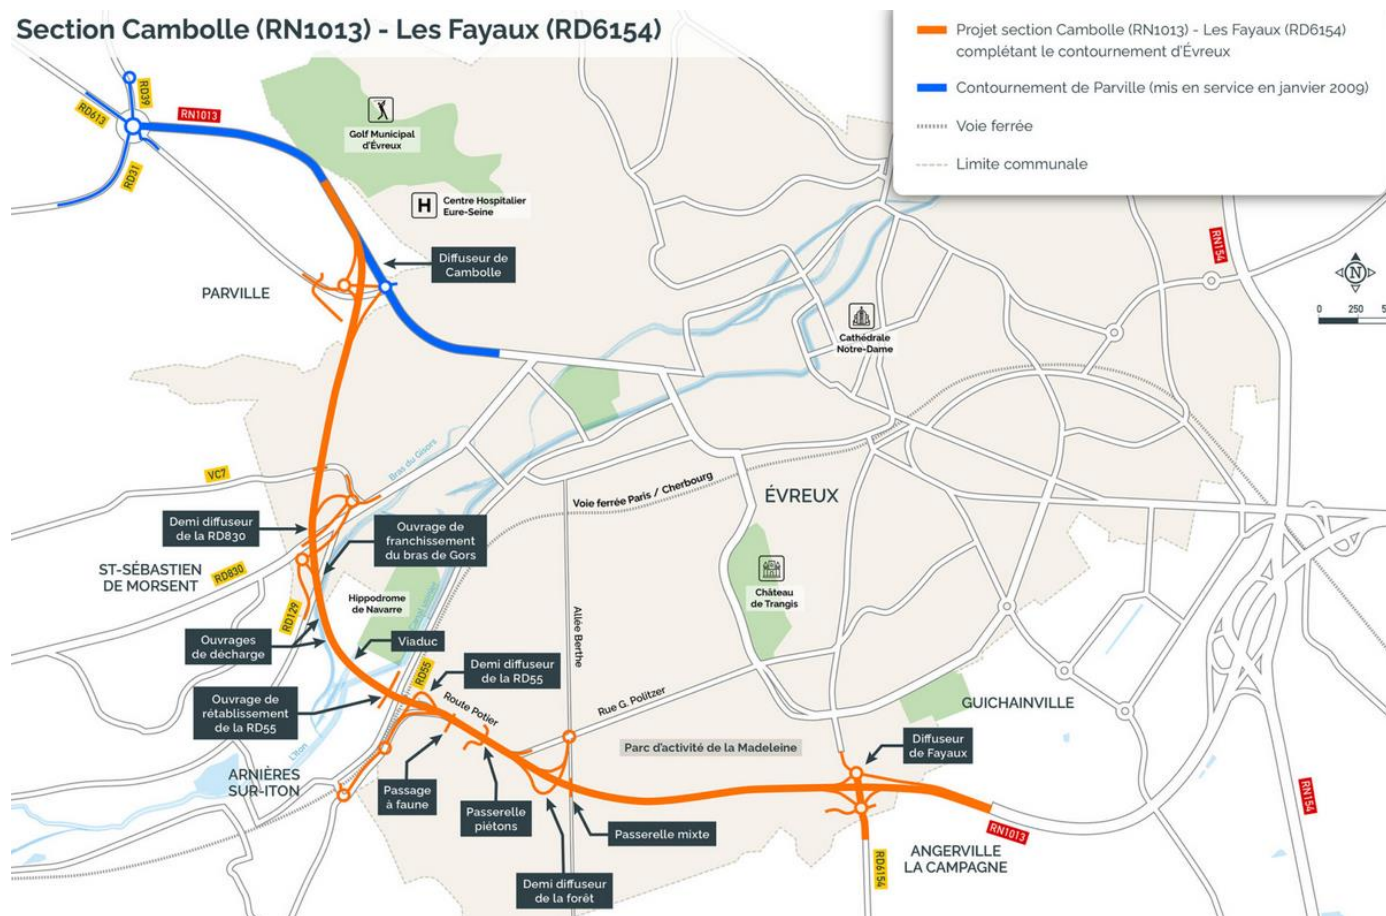 Section Cambolle (RN1013) - Les Fayaux (RD6154)
Projet section Cambolle (RN1013) - Les Fayaux (RD6154)
complétant le contournement d'Évreux
Contournement de Parville (mis en service en janvier 2009)
Voie ferrée
Limite communale
RD39
RD613
RN1013
RD31
Golf Municipal
d'Évreux
H
Centre Hospitalier
Eure-Seine
Diffuseur de
Cambolle
PARVILLE
RN154
N
0 250
Cathédrale
Notre-Dame
Bras du Goors
VC7
Voie ferrée Paris / Cherbourg
ÉVREUX
Demi diffuseur
de la RD830
Ouvrage de
franchissement
du bras de Gors
ST-SÉBASTIEN
DE MORSENT
RD830
RD129
Hippodrome
de Navarre
Château
de Trangis
Allée Berthe
Ouvrages
de décharge
Viaduc
RD55
Demi diffuseur
de la RD55
Ouvrage de
rétablissement
de la RD55
Route Potier
Rue G. Politzer
GUICHAINVILLE
L'Iton
Parc d'activité de la Madeleine
Diffuseur
de Fayaux
ARNIÈRES
SUR-ITON
Passage
à faune
Passerelle
piétons
Passerelle mixte
RN1013
RN154
ANGERVILLE
LA CAMPAGNE
RD6154
Demi diffuseur
de la forêt